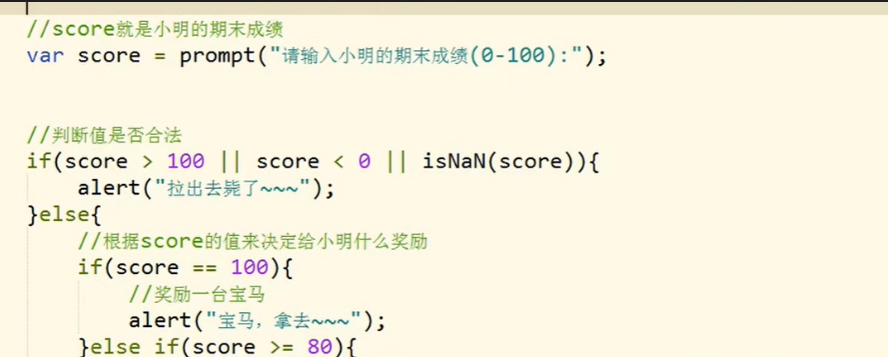 //score就是小明的期末成绩
var score = prompt("请输入小明的期末成绩(0-100):");
//判断值是否合法
if(score > 100 || score < 0 || isNaN(score)){
alert("拉出去毙了~~~");
}else{
//根据score的值来决定给小明什么奖励
if(score == 100){
//奖励一台宝马
alert("宝马，拿去~~~");
}else if(score >= 80){